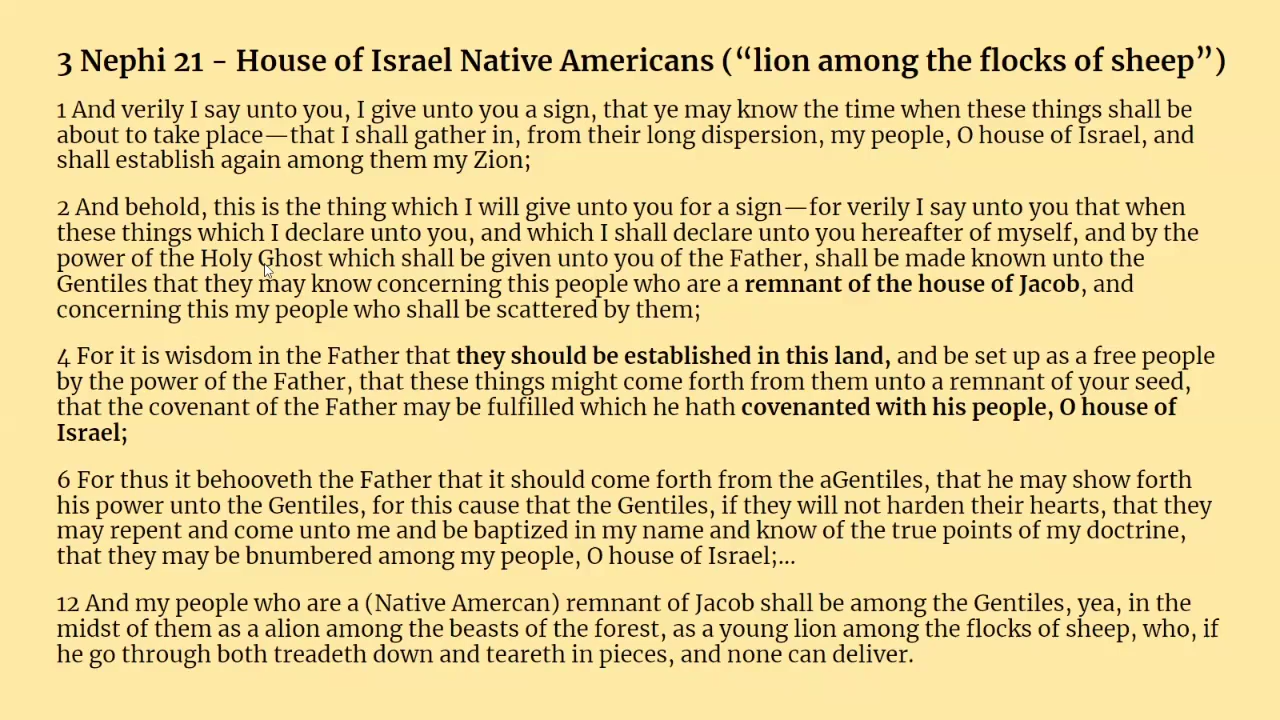 3 Nephi 21 - House of Israel Native Americans (“lion among the flocks of sheep”)
1 And verily I say unto you, I give unto you a sign, that ye may know the time when these things shall be
about to take place—that I shall gather in, from their long dispersion, my people, O house of Israel, and
shall establish again among them my Zion;
2 And behold, this is the thing which I will give unto you for a sign—for verily I say unto you that when
these things which I declare unto you, and which I shall declare unto you hereafter of myself, and by the
power of the Holy Ghost which shall be given unto you of the Father, shall be made known unto the
Gentiles that they may know concerning this people who are a remnant of the house of Jacob, and
concerning this my people who shall be scattered by them;
4 For it is wisdom in the Father that they should be established in this land, and be set up as a free people
by the power of the Father, that these things might come forth from them unto a remnant of your seed,
that the covenant of the Father may be fulfilled which he hath covenanted with his people, O house of
Israel;
6 For thus it behooveth the Father that it should come forth from the aGentiles, that he may show forth
his power unto the Gentiles, for this cause that the Gentiles, if they will not harden their hearts, that they
may repent and come unto me and be baptized in my name and know of the true points of my doctrine,
that they may be bnumbered among my people, O house of Israel;...
12 And my people who are a (Native Amercan) remnant of Jacob shall be among the Gentiles, yea, in the
midst of them as a alion among the beasts of the forest, as a young lion among the flocks of sheep, who, if
he go through both treadeth down and teareth in pieces, and none can deliver.